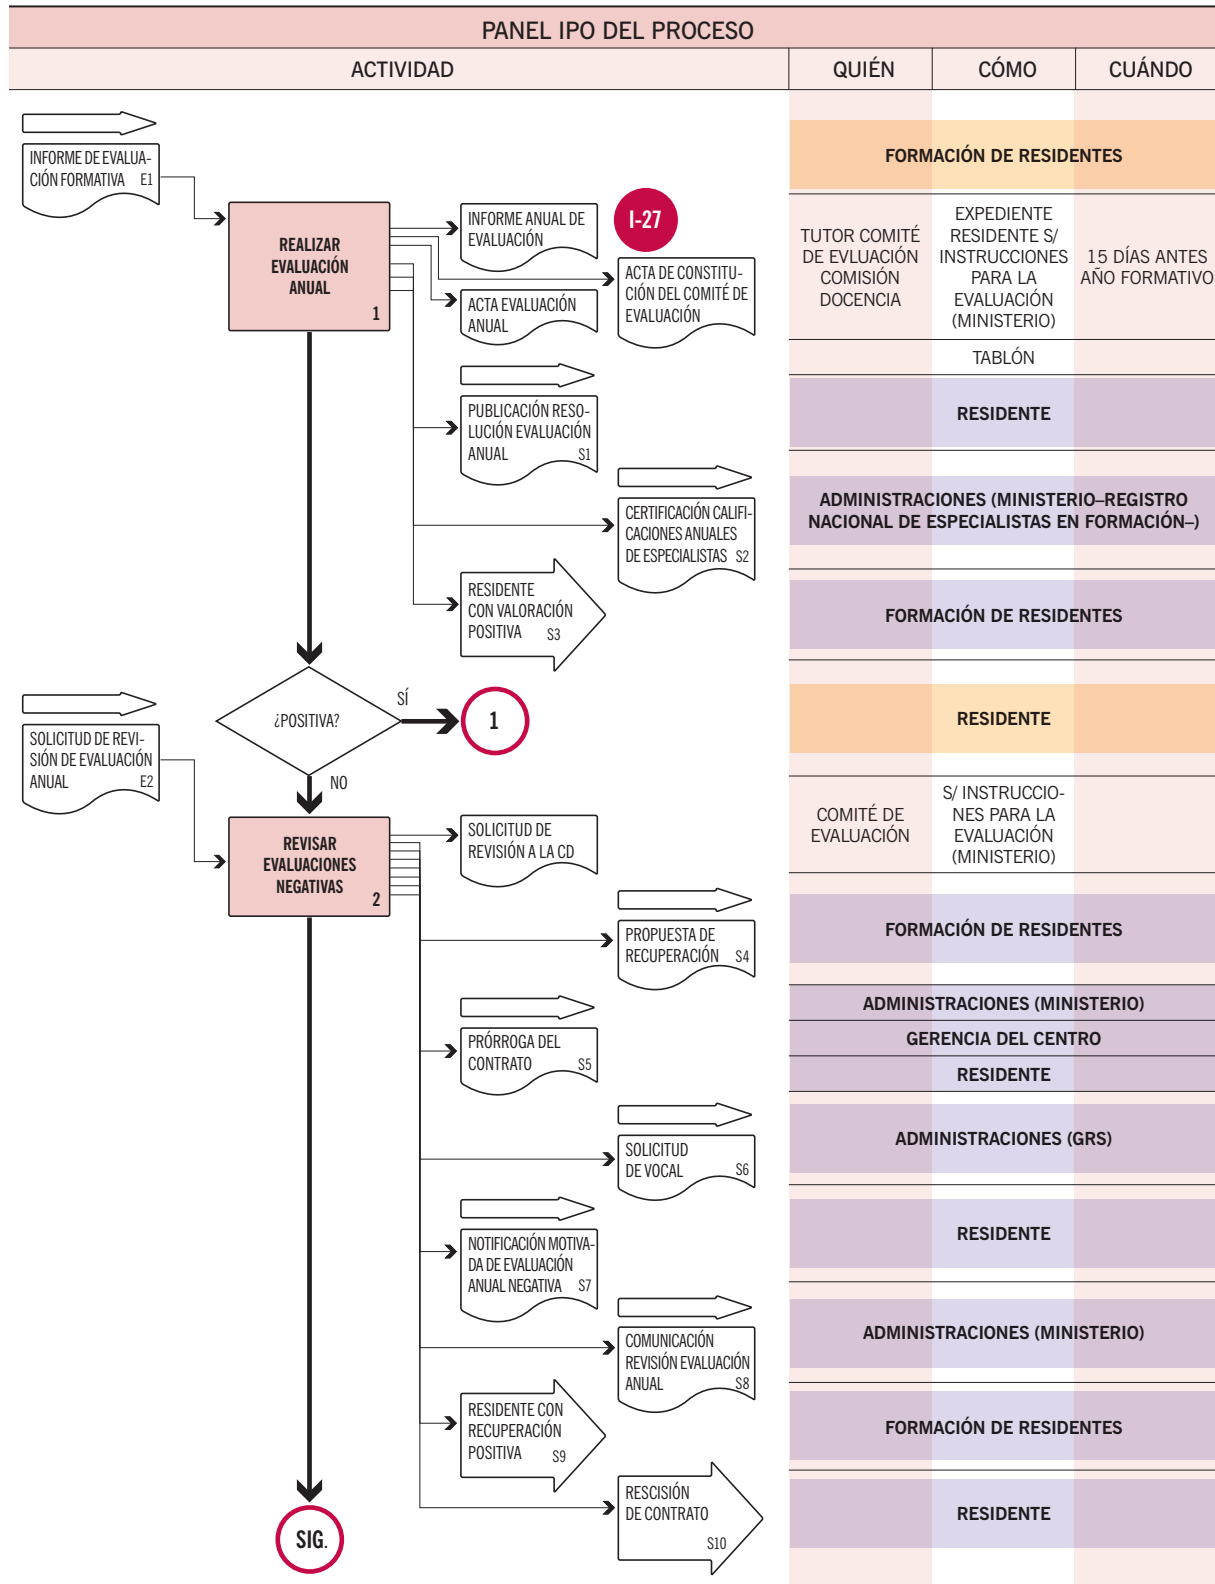 PANEL IPO DEL PROCESO
ACTIVIDAD
QUIÉN
CÓMO
CUÁNDO
INFORME DE EVALUA-
CIÓN FORMATIVA E1
FORMACIÓN DE RESIDENTES
REALIZAR
EVALUACIÓN
ANUAL
1
INFORME ANUAL DE
EVALUACIÓN
I-27
ACTA DE CONSTITU-
CIÓN DEL COMITÉ DE
EVALUACIÓN
ACTA EVALUACIÓN
ANUAL
TUTOR COMITÉ
DE EVLUACIÓN
COMISIÓN
DOCENCIA
EXPEDIENTE
RESIDENTE S/
INSTRUCCIONES
PARA LA
EVALUACIÓN
(MINISTERIO)
15 DÍAS ANTES
AÑO FORMATIVO
TABLÓN
PUBLICACIÓN RESO-
LUCIÓN EVALUACIÓN
ANUAL S1
RESIDENTE
CERTIFICACIÓN CALIFI-
CACIONES ANUALES
DE ESPECIALISTAS S2
ADMINISTRACIONES (MINISTERIO–REGISTRO
NACIONAL DE ESPECIALISTAS EN FORMACIÓN–)
RESIDENTE
CON VALORACIÓN
POSITIVA S3
FORMACIÓN DE RESIDENTES
¿POSITIVA?
SÍ
1
NO
SOLICITUD DE REVI-
SIÓN DE EVALUACIÓN
ANUAL E2
RESIDENTE
REVISAR
EVALUACIONES
NEGATIVAS
2
SOLICITUD DE
REVISIÓN A LA CD
COMITÉ DE
EVALUACIÓN
S/ INSTRUCCIO-
NES PARA LA
EVALUACIÓN
(MINISTERIO)
PROPUESTA DE
RECUPERACIÓN S4
FORMACIÓN DE RESIDENTES
PRÓRROGA DEL
CONTRATO S5
ADMINISTRACIONES (MINISTERIO)
GERENCIA DEL CENTRO
RESIDENTE
SOLICITUD
DE VOCAL S6
ADMINISTRACIONES (GRS)
NOTIFICACIÓN MOTIVA-
DA DE EVALUACIÓN
ANUAL NEGATIVA S7
RESIDENTE
COMUNICACIÓN
REVISIÓN EVALUACIÓN
ANUAL S8
ADMINISTRACIONES (MINISTERIO)
RESIDENTE CON
RECUPERACIÓN
POSITIVA S9
FORMACIÓN DE RESIDENTES
RESCISIÓN
DE CONTRATO
S10
RESIDENTE
SIG.